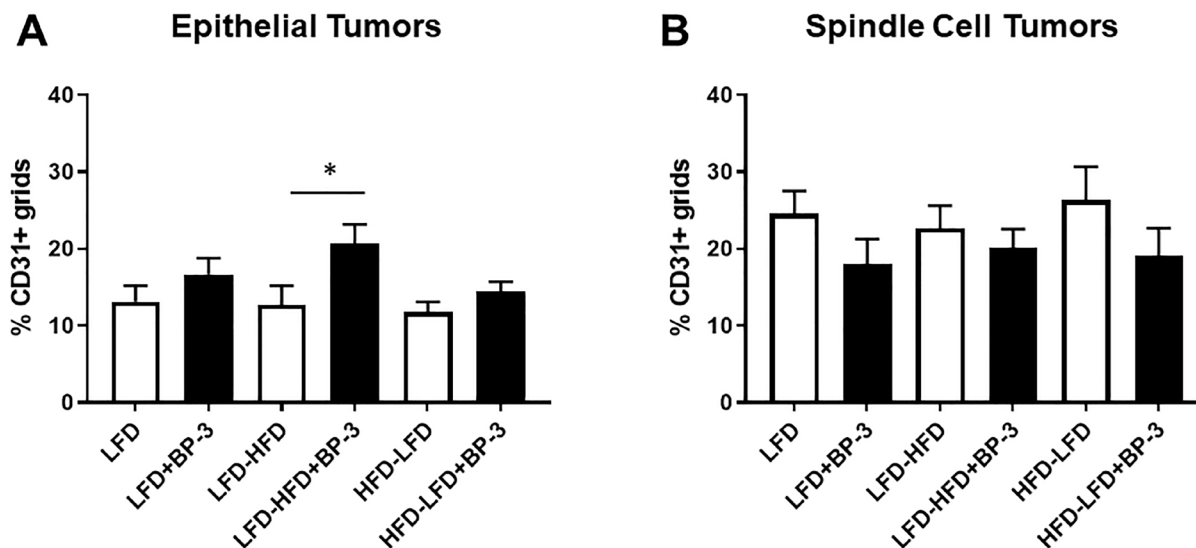 A Epithelial Tumors
% CD31+ grids
40
30
20
10
0
*
LFD
LFD+BP-3
LFD-HFD
LFD-HFD+BP-3
HFD-LFD
HFD-LFD+BP-3
B Spindle Cell Tumors
% CD31+ grids
40
30
20
10
0
LFD
LFD+BP-3
LFD-HFD
LFD-HFD+BP-3
HFD-LFD
HFD-LFD+BP-3